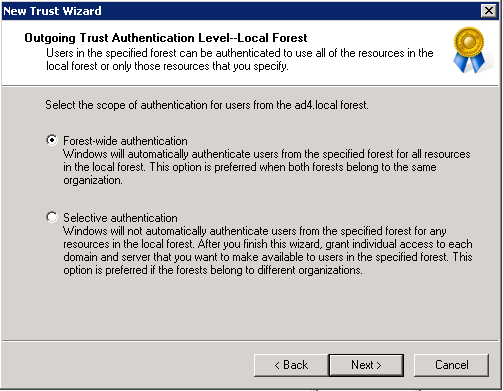 New Trust Wizard
Outgoing Trust Authentication Level--Local Forest
Users in the specified forest can be authenticated to use all of the resources in the
local forest or only those resources that you specify.
Select the scope of authentication for users from the ad4.local forest.
Forest-wide authentication
Windows will automatically authenticate users from the specified forest for all resources
in the local forest. This option is preferred when both forests belong to the same
organization.
Selective authentication
Windows will not automatically authenticate users from the specified forest for any
resources in the local forest. After you finish this wizard, grant individual access to each
domain and server that you want to make available to users in the specified forest. This
option is preferred if the forests belong to different organizations.
< Back
Next >
Cancel